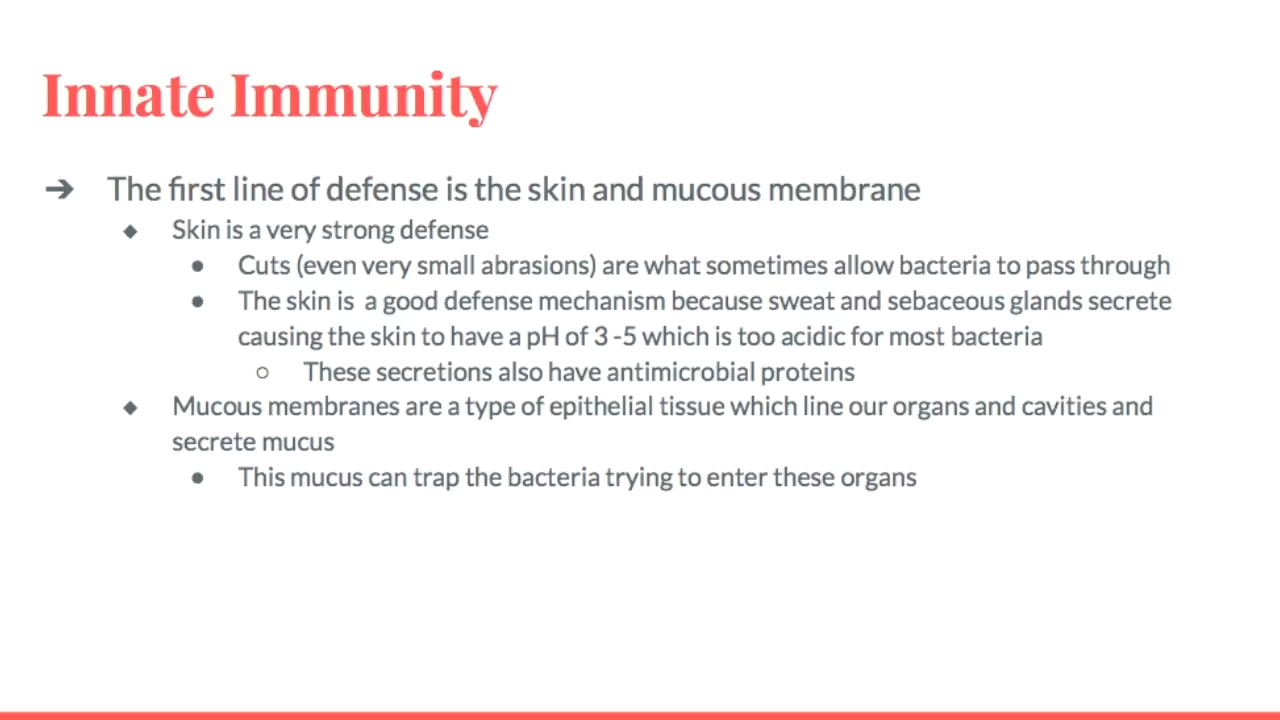 Innate Immunity
➔ The first line of defense is the skin and mucous membrane
◆ Skin is a very strong defense
● Cuts (even very small abrasions) are what sometimes allow bacteria to pass through
● The skin is  a good defense mechanism because sweat and sebaceous glands secrete
causing the skin to have a pH of 3 -5 which is too acidic for most bacteria
○ These secretions also have antimicrobial proteins
◆ Mucous membranes are a type of epithelial tissue which line our organs and cavities and
secrete mucus
● This mucus can trap the bacteria trying to enter these organs